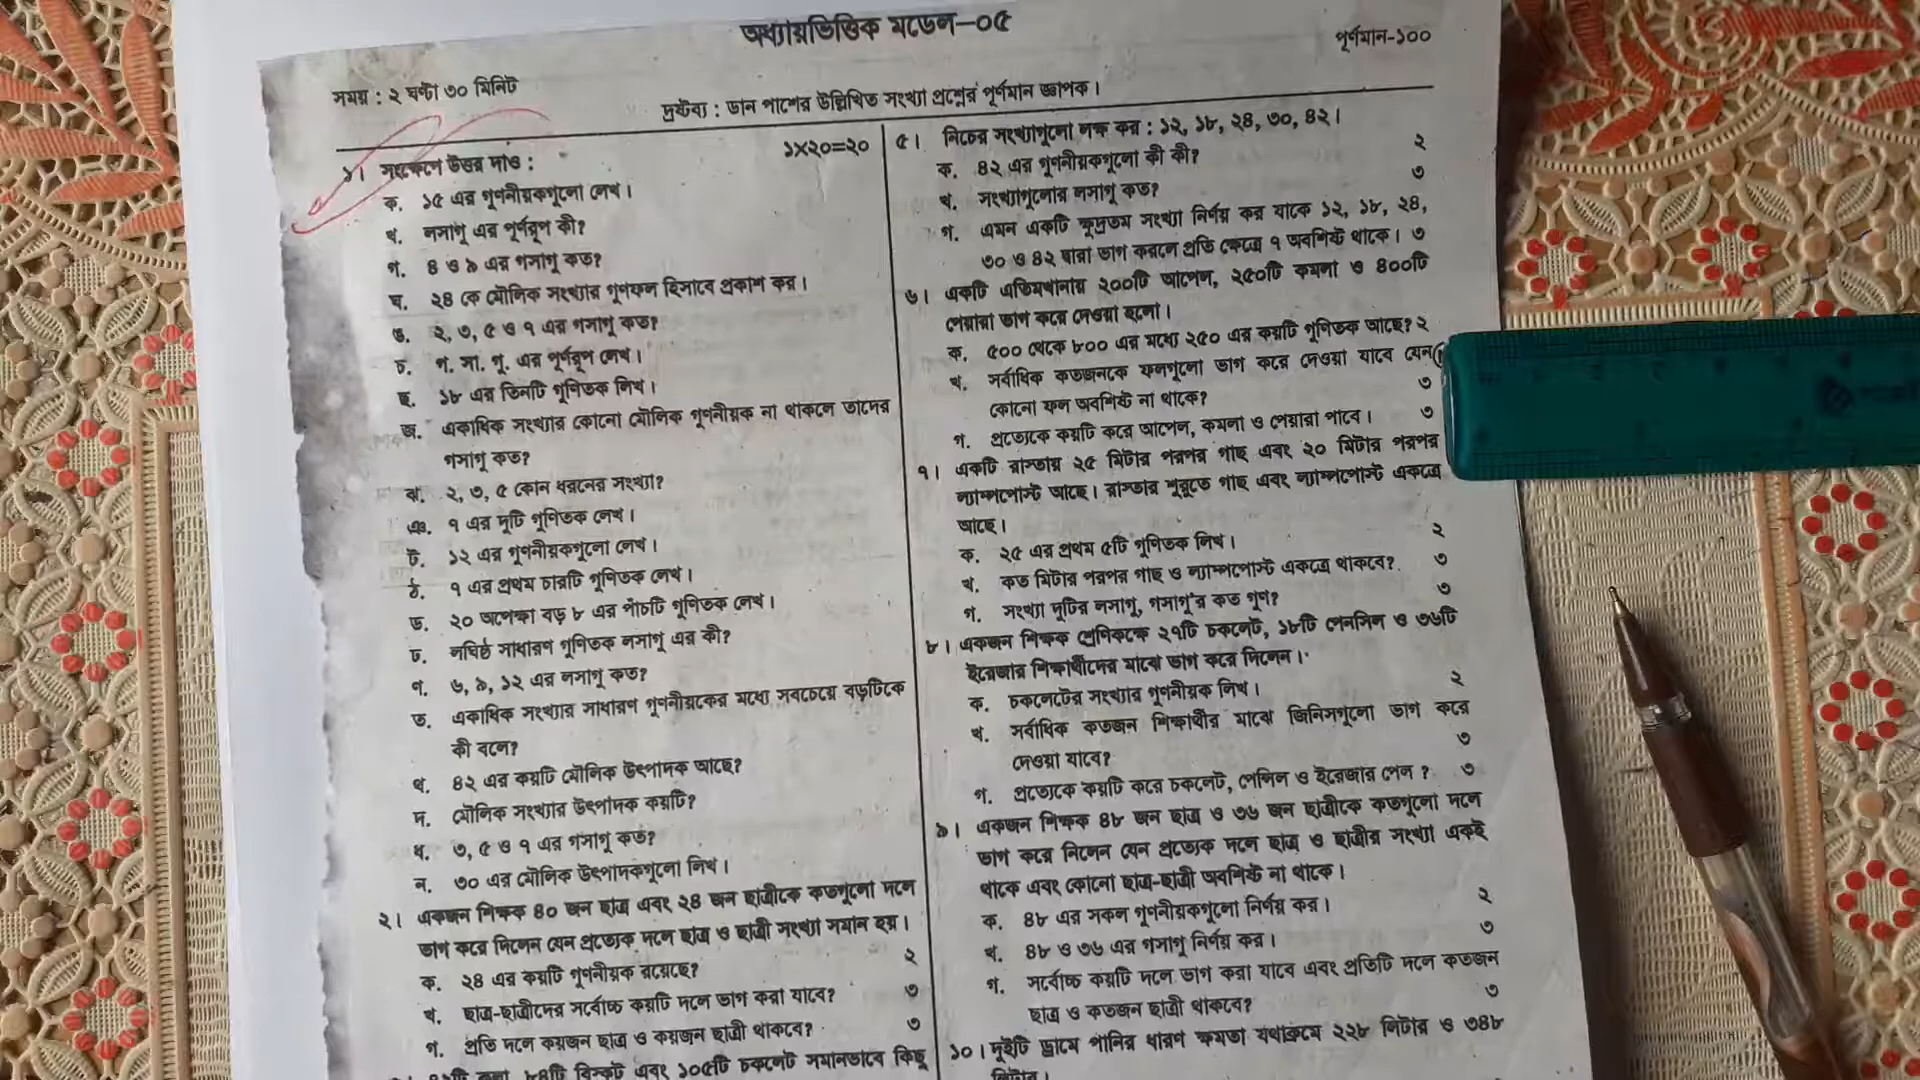 অধ্যায়ভিত্তিক মডেল–০৫
পূর্ণমান-১০০
সময় : ২ ঘণ্টা ৩০ মিনিট
দ্রষ্টব্য : ডান পাশের উল্লিখিত সংখ্যা প্রশ্নের পূর্ণমান জ্ঞাপক।
১। সংক্ষেপে উত্তর দাও : ১×২০=২০
ক. ১৫ এর গুণনীয়কগুলো লেখ।
খ. লসাগু এর পূর্ণরূপ কী?
গ. ৪ ও ৯ এর গসাগু কত?
ঘ. ২৪ কে মৌলিক সংখ্যার গুণফল হিসাবে প্রকাশ কর।
ঙ. ২, ৩, ৫ ও ৭ এর গসাগু কত?
চ. গ. সা. গু. এর পূর্ণরূপ লেখ।
ছ. ১৮ এর তিনটি গুণিতক লিখ।
জ. একাধিক সংখ্যার কোনো মৌলিক গুণনীয়ক না থাকলে তাদের
গসাগু কত?
ঝ. ২, ৩, ৫ কোন ধরনের সংখ্যা?
ঞ. ৭ এর দুটি গুণিতক লেখ।
ট. ১২ এর গুণনীয়কগুলো লেখ।
ঠ. ৭ এর প্রথম চারটি গুণিতক লেখ।
ড. ২০ অপেক্ষা বড় ৮ এর পাঁচটি গুণিতক লেখ।
ঢ. লঘিষ্ঠ সাধারণ গুণিতক লসাগু এর কী?
ণ. ৬, ৯, ১২ এর লসাগু কত?
ত. একাধিক সংখ্যার সাধারণ গুণনীয়কের মধ্যে সবচেয়ে বড়টিকে
কী বলে?
থ. ৪২ এর কয়টি মৌলিক উৎপাদক আছে?
দ. মৌলিক সংখ্যার উৎপাদক কয়টি?
ধ. ৩, ৫ ও ৭ এর গসাগু কত?
ন. ৩০ এর মৌলিক উৎপাদকগুলো লিখ।
২। একজন শিক্ষক ৪০ জন ছাত্র এবং ২৪ জন ছাত্রীকে কতগুলো দলে
ভাগ করে দিলেন যেন প্রত্যেক দলে ছাত্র ও ছাত্রী সংখ্যা সমান হয়।
ক. ২৪ এর কয়টি গুণনীয়ক রয়েছে? ২
খ. ছাত্র-ছাত্রীদের সর্বোচ্চ কয়টি দলে ভাগ করা যাবে? ৩
গ. প্রতি দলে কয়জন ছাত্র ও কয়জন ছাত্রী থাকবে? ৩
কলা, ৮৪টি বিস্কুট এবং ১০৫টি চকলেট সমানভাবে কিছু
৫। নিচের সংখ্যাগুলো লক্ষ কর : ১২, ১৮, ২৪, ৩০, ৪২।
ক. ৪২ এর গুণনীয়কগুলো কী কী? ২
খ. সংখ্যাগুলোর লসাগু কত? ৩
গ. এমন একটি ক্ষুদ্রতম সংখ্যা নির্ণয় কর যাকে ১২, ১৮, ২৪,
৩০ ও ৪২ দ্বারা ভাগ করলে প্রতি ক্ষেত্রে ৭ অবশিষ্ট থাকে। ৩
৬। একটি এতিমখানায় ২০০টি আপেল, ২৫০টি কমলা ও ৪০০টি
পেয়ারা ভাগ করে দেওয়া হলো।
ক. ৫০০ থেকে ৮০০ এর মধ্যে ২৫০ এর কয়টি গুণিতক আছে? ২
খ. সর্বাধিক কতজনকে ফলগুলো ভাগ করে দেওয়া যাবে যেন
কোনো ফল অবশিষ্ট না থাকে? ৩
গ. প্রত্যেকে কয়টি করে আপেল, কমলা ও পেয়ারা পাবে। ৩
৭। একটি রাস্তায় ২৫ মিটার পরপর গাছ এবং ২০ মিটার পরপর
ল্যাম্পপোস্ট আছে। রাস্তার শুরুতে গাছ এবং ল্যাম্পপোস্ট একত্রে
আছে।
ক. ২৫ এর প্রথম ৫টি গুণিতক লিখ। ২
খ. কত মিটার পরপর গাছ ও ল্যাম্পপোস্ট একত্রে থাকবে? ৩
গ. সংখ্যা দুটির লসাগু, গসাগু'র কত গুণ? ৩
৮। একজন শিক্ষক শ্রেণিকক্ষে ২৭টি চকলেট, ১৮টি পেনসিল ও ৩৬টি
ইরেজার শিক্ষার্থীদের মাঝে ভাগ করে দিলেন।
ক. চকলেটের সংখ্যার গুণনীয়ক লিখ। ২
খ. সর্বাধিক কতজন শিক্ষার্থীর মাঝে জিনিসগুলো ভাগ করে
দেওয়া যাবে? ৩
গ. প্রত্যেকে কয়টি করে চকলেট, পেন্সিল ও ইরেজার পেল ? ৩
৯। একজন শিক্ষক ৪৮ জন ছাত্র ও ৩৬ জন ছাত্রীকে কতগুলো দলে
ভাগ করে নিলেন যেন প্রত্যেক দলে ছাত্র ও ছাত্রীর সংখ্যা একই
থাকে এবং কোনো ছাত্র-ছাত্রী অবশিষ্ট না থাকে।
ক. ৪৮ এর সকল গুণনীয়কগুলো নির্ণয় কর। ২
খ. ৪৮ ও ৩৬ এর গসাগু নির্ণয় কর। ৩
গ. সর্বোচ্চ কয়টি দলে ভাগ করা যাবে এবং প্রতিটি দলে কতজন
ছাত্র ও কতজন ছাত্রী থাকবে? ৩
১০। দুইটি ড্রামে পানির ধারণ ক্ষমতা যথাক্রমে ২২৮ লিটার ও ৩৪৮
লিটার।